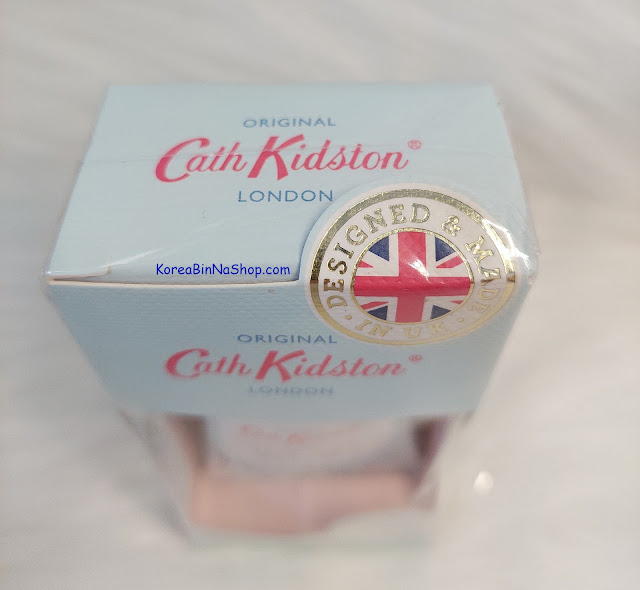 ORIGINAL
Cath Kidston®
LONDON
KoreaBinNaShop.com
DESIGNED & MADE
· IN UK ·
ORIGINAL
Cath Kidston®
LONDON